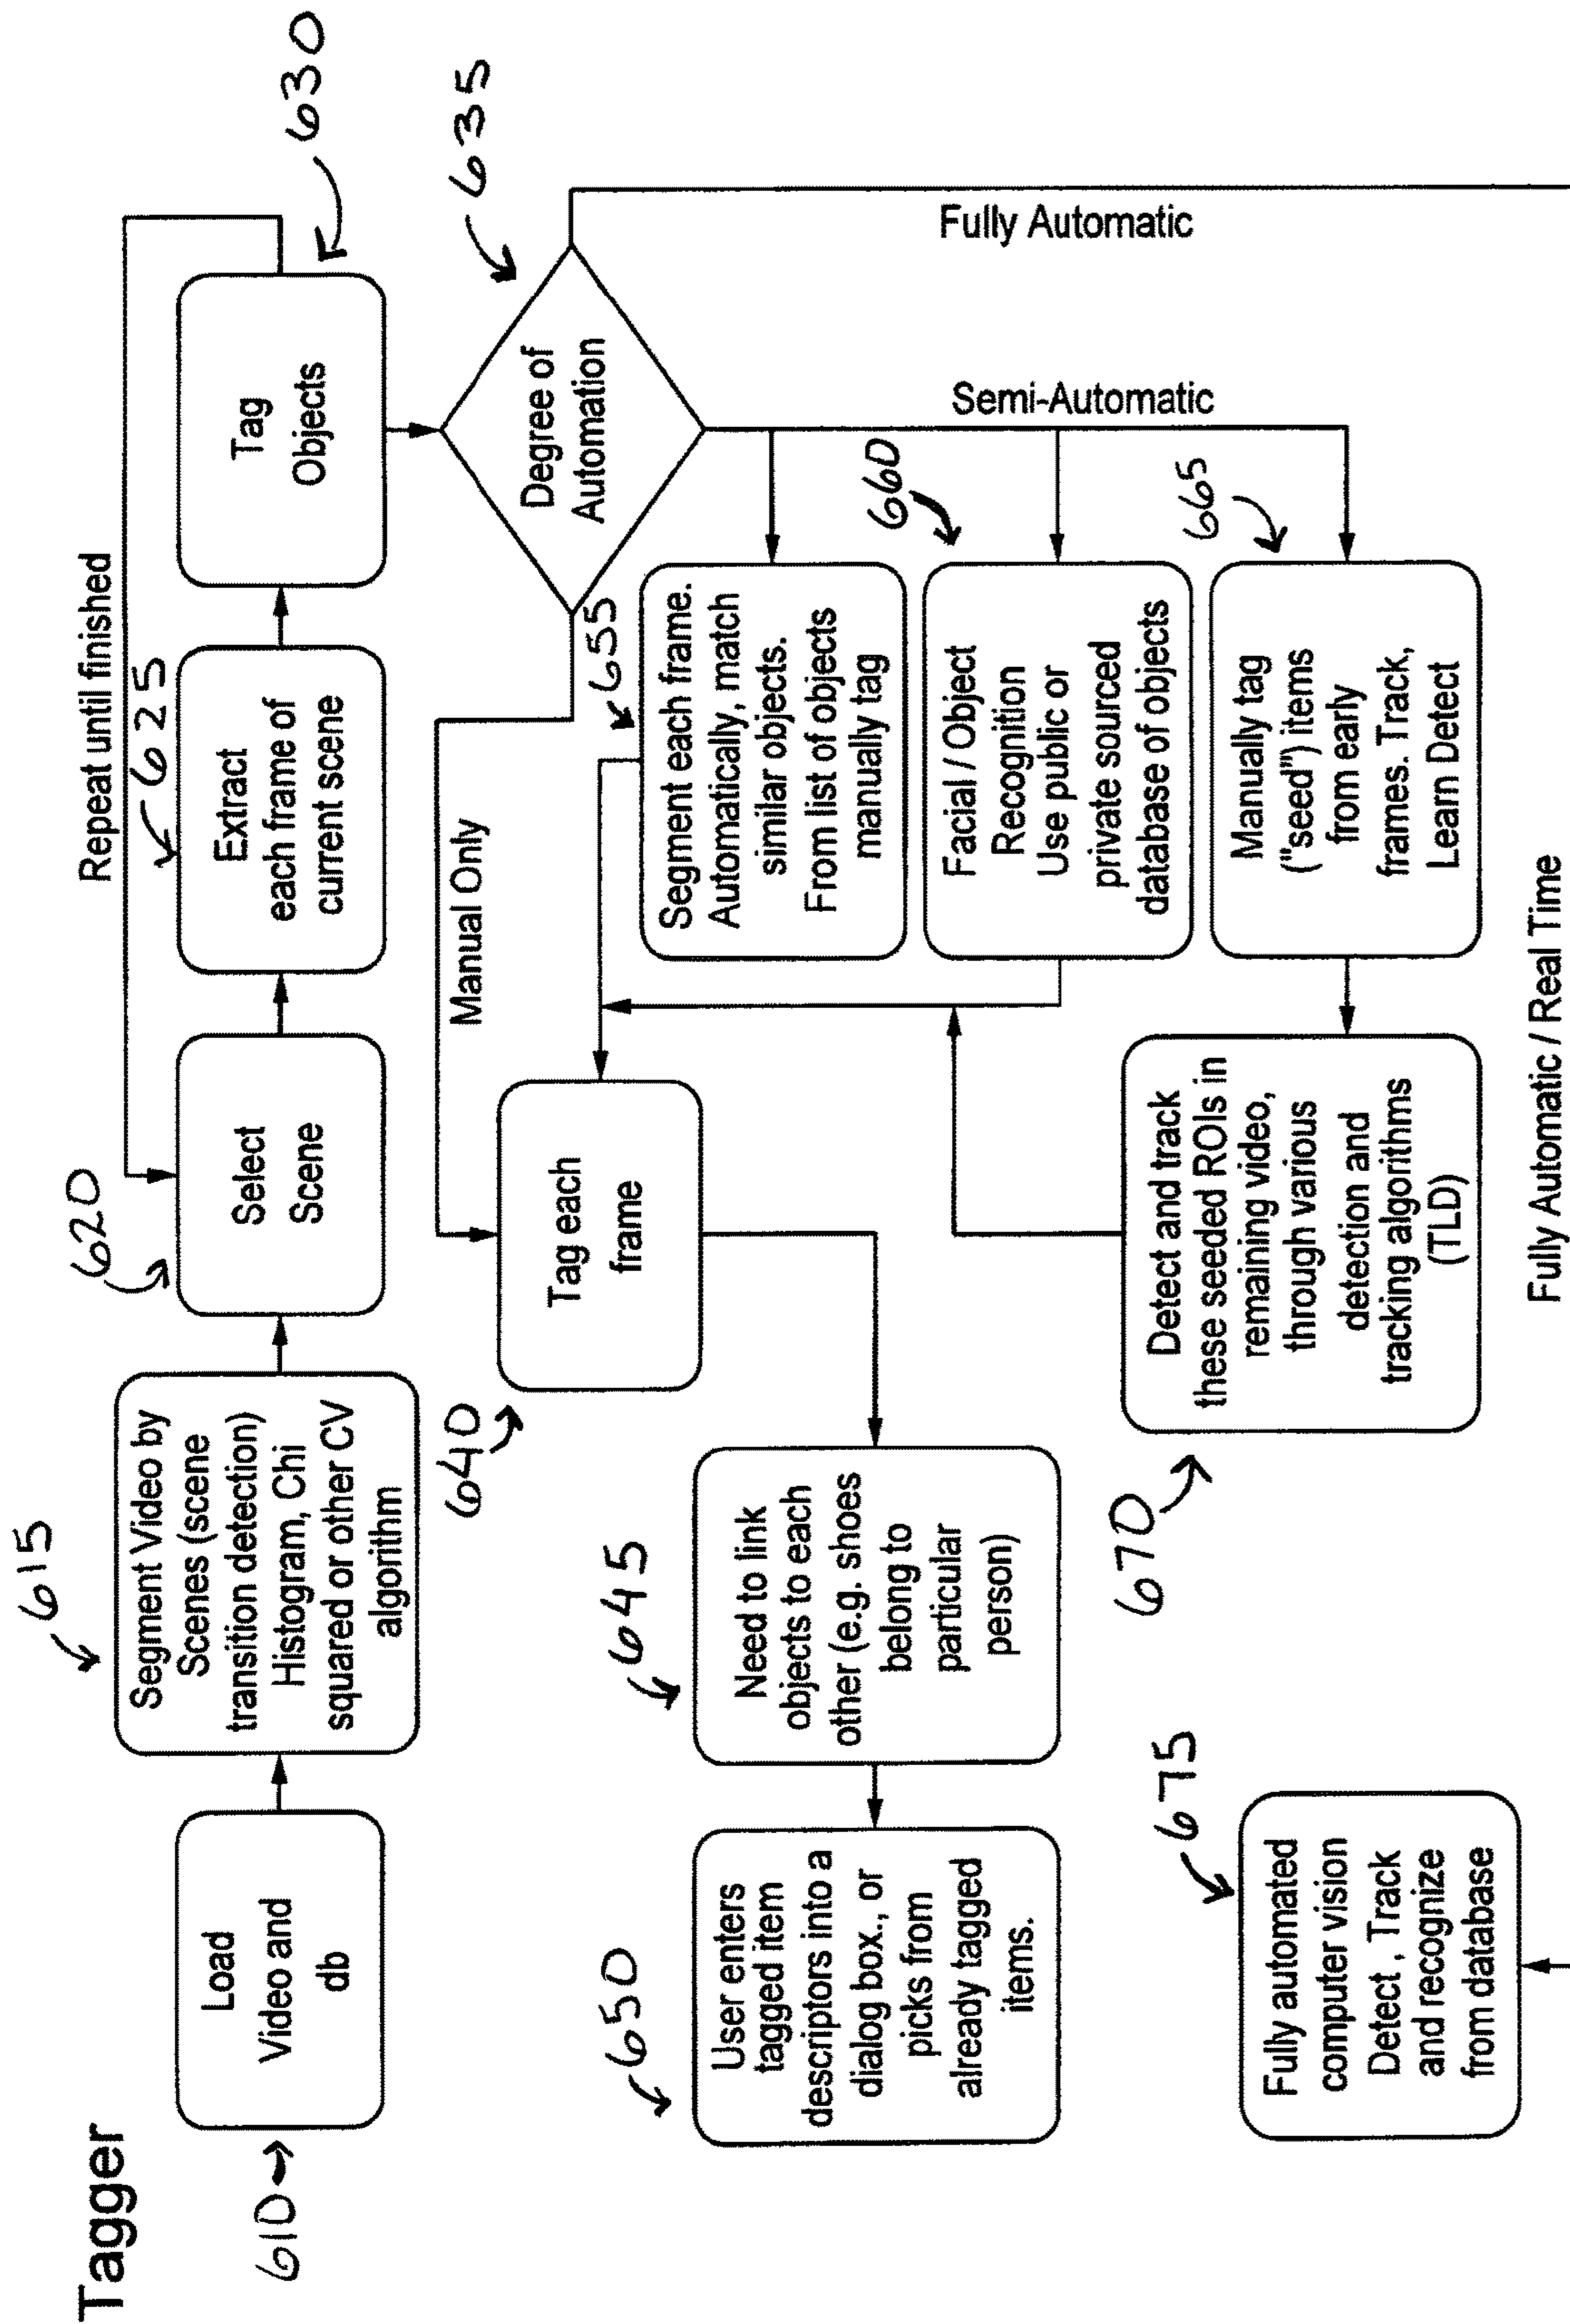 Tagger
610
Load
Video and
db
615
Segment Video by
Scenes (scene
transition detection)
Histogram, Chi
squared or other CV
algorithm
620
Select
Scene
Repeat until finished
625
Extract
each frame of
current scene
630
Tag
Objects
635
Degree of
Automation
Manual Only
Semi-Automatic
Fully Automatic
640
Tag each
frame
645
Need to link
objects to each
other (e.g. shoes
belong to
particular
person)
650
User enters
tagged item
descriptors into a
dialog box., or
picks from
already tagged
items.
655
Segment each frame.
Automatically, match
similar objects.
From list of objects
manually tag
660
Facial / Object
Recognition
Use public or
private sourced
database of objects
665
Manually tag
("seed") items
from early
frames. Track,
Learn Detect
670
Detect and track
these seeded ROIs in
remaining video,
through various
detection and
tracking algorithms
(TLD)
675
Fully automated
computer vision
Detect , Track
and recognize
from database
Fully Automatic / Real Time